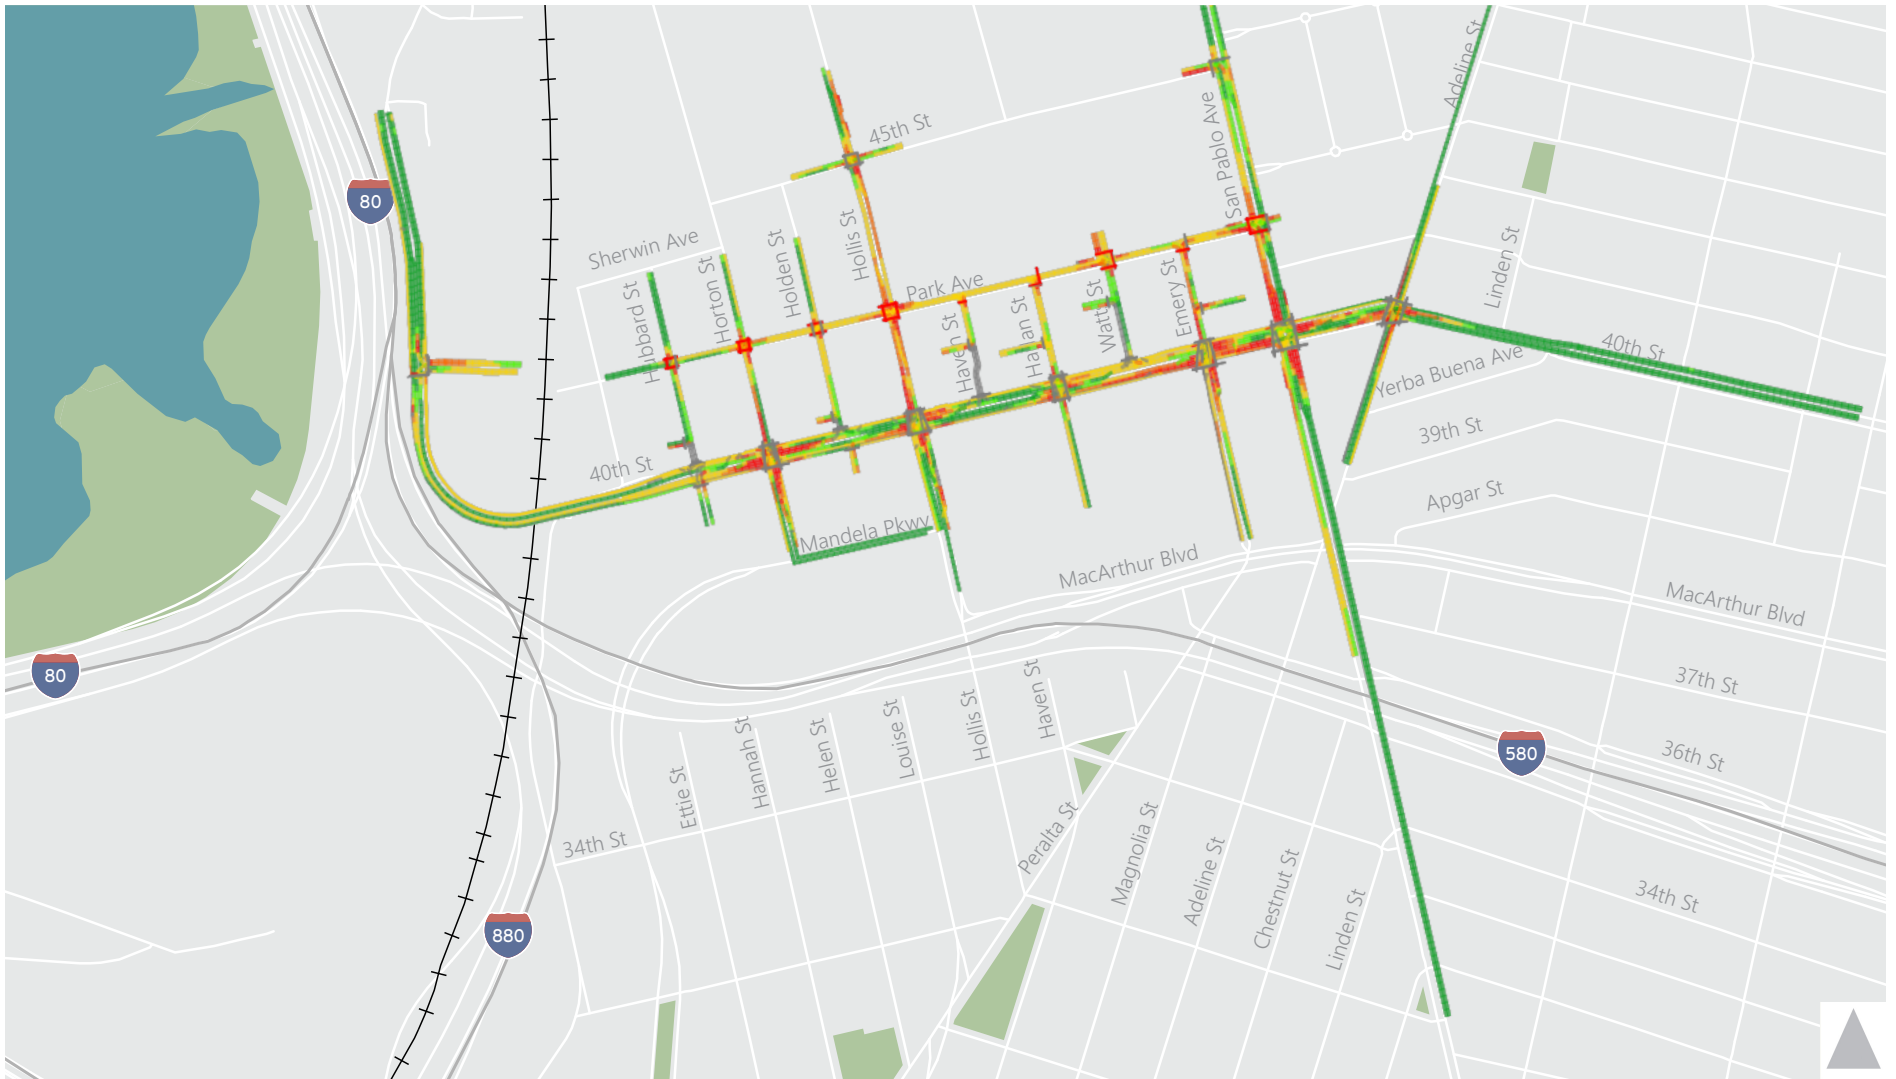 Adeline St
45th St
San Pablo Ave
80
Hollis St
Sherwin Ave
Horton St
Holden St
Linden St
Hubbard St
Park Ave
Watts St
Emery St
Haven St
Harlan St
40th St
Yerba Buena Ave
39th St
40th St
Apgar St
Mandela Pkwy
MacArthur Blvd
MacArthur Blvd
80
37th St
Haven St
Hollis St
Louise St
Helen St
Hannah St
Ettie St
580
36th St
34th St
Peralta St
Magnolia St
Adeline St
Chestnut St
Linden St
34th St
880